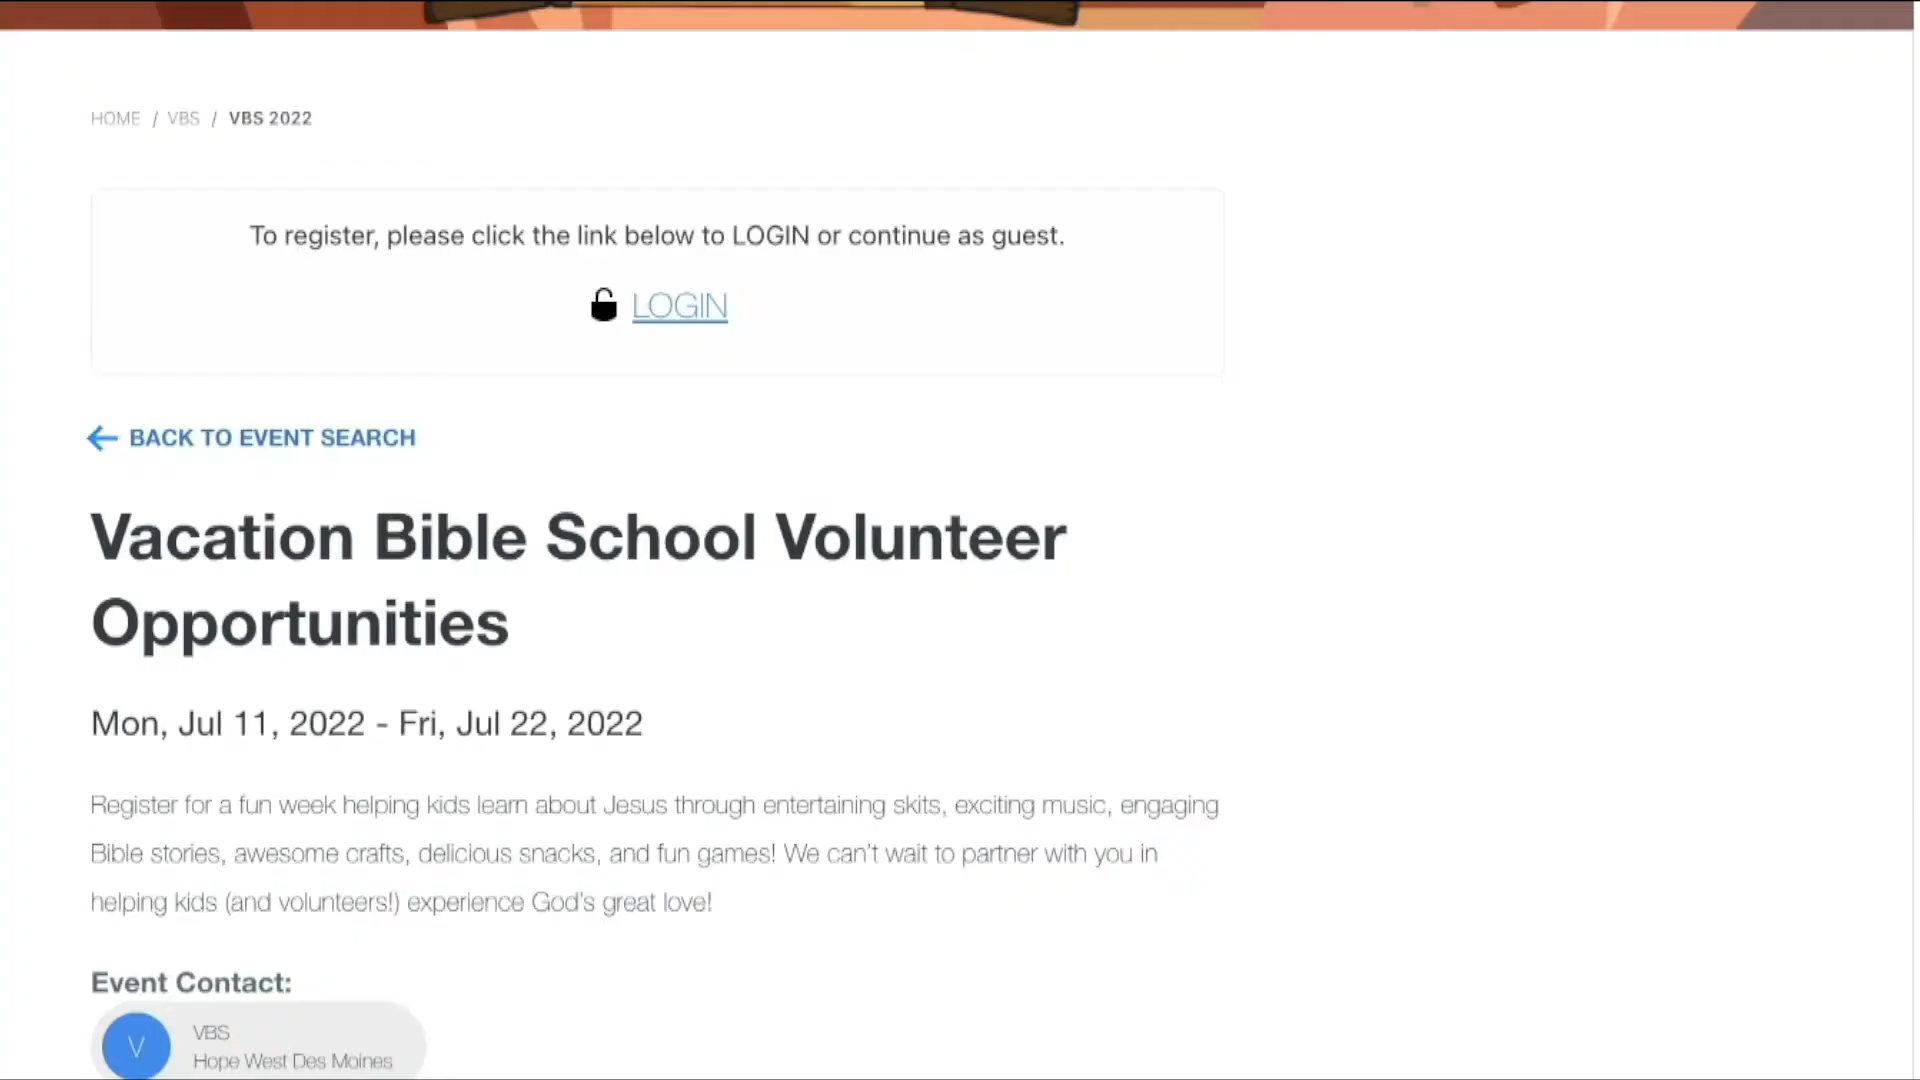 HOME / VBS / VBS 2022
To register, please click the link below to LOGIN or continue as guest.
LOGIN
BACK TO EVENT SEARCH
Vacation Bible School Volunteer
Opportunities
Mon, Jul 11, 2022 - Fri, Jul 22, 2022
Register for a fun week helping kids learn about Jesus through entertaining skits, exciting music, engaging
Bible stories, awesome crafts, delicious snacks, and fun games! We can't wait to partner with you in
helping kids (and volunteers!) experience God's great love!
Event Contact:
V
VBS
Hope West Des Moines